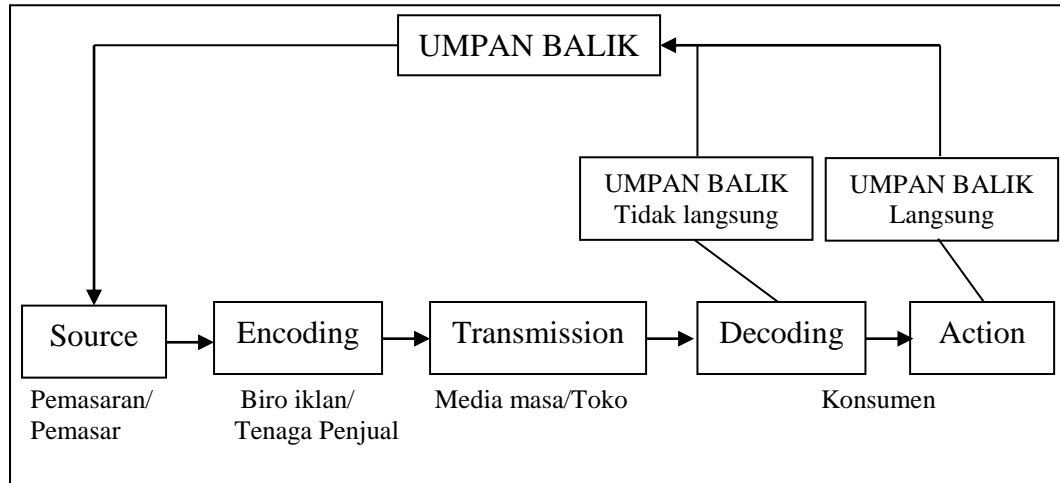 UMPAN BALIK
UMPAN BALIK
Tidak langsung
UMPAN BALIK
Langsung
Source
Encoding
Transmission
Decoding
Action
Pemasaran/
Pemasar
Biro iklan/
Tenaga Penjual
Media masa/Toko
Konsumen